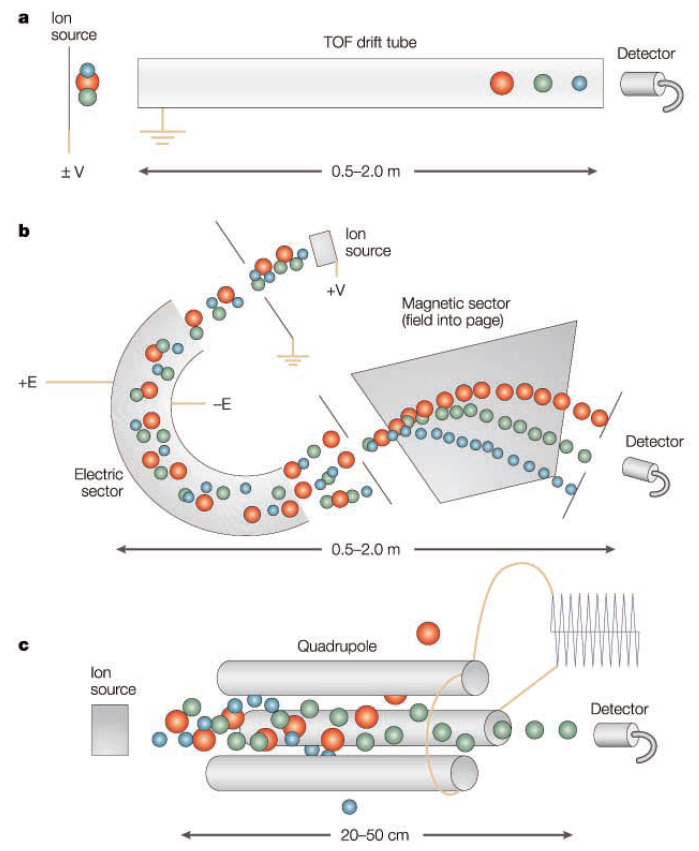 a
Ion
source
TOF drift tube
Detector
± V
0.5–2.0 m
b
Ion
source
+V
Magnetic sector
(field into page)
+E
–E
Electric
sector
Detector
0.5–2.0 m
c
Quadrupole
Ion
source
Detector
20–50 cm